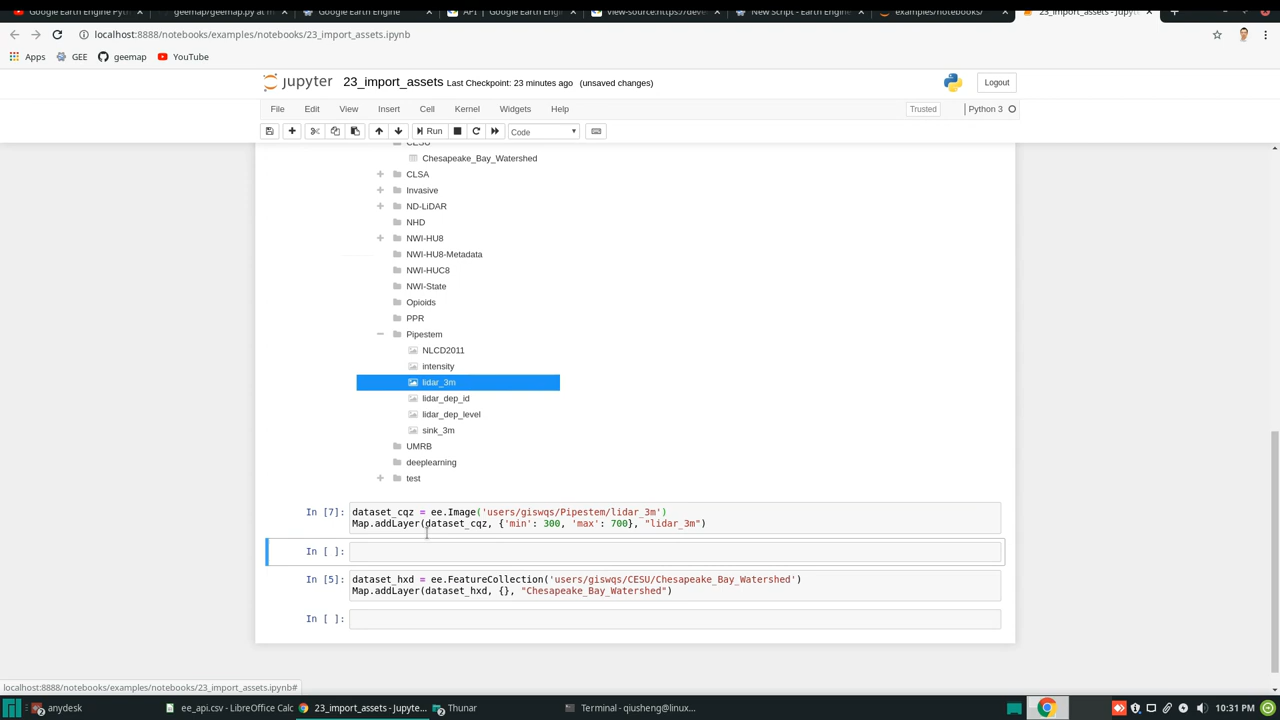 Google Earth Engine Pyth
geemap/geemap.py at m
Google Earth Engine
API | Google Earth En
view-source:https://deve
New Script - Earth Engine
examples/notebooks/
23_import_assets - Jupyte
localhost:8888/notebooks/examples/notebooks/23_import_assets.ipynb
Apps GEE geemap YouTube
jupyter 23_import_assets Last Checkpoint: 23 minutes ago (unsaved changes)
Logout
File Edit View Insert Cell Kernel Widgets Help
Trusted Python 3
Run Code
CESU
Chesapeake_Bay_Watershed
CLSA
Invasive
ND-LiDAR
NHD
NWI-HU8
NWI-HU8-Metadata
NWI-HUC8
NWI-State
Opioids
PPR
Pipestem
NLCD2011
intensity
lidar_3m
lidar_dep_id
lidar_dep_level
sink_3m
UMRB
deeplearning
test
In [7]: dataset_cqz = ee.Image('users/giswqs/Pipestem/lidar_3m')
Map.addLayer(dataset_cqz, {'min': 300, 'max': 700}, "lidar_3m")
In [ ]:
In [5]: dataset_hxd = ee.FeatureCollection('users/giswqs/CESU/Chesapeake_Bay_Watershed')
Map.addLayer(dataset_hxd, {}, "Chesapeake_Bay_Watershed")
In [ ]:
localhost:8888/notebooks/examples/notebooks/23_import_assets.ipynb#
anydesk
ee_api.csv - LibreOffice Calc
23_import_assets - Jupyte...
Thunar
Terminal - qiusheng@linux...
10:31 PM